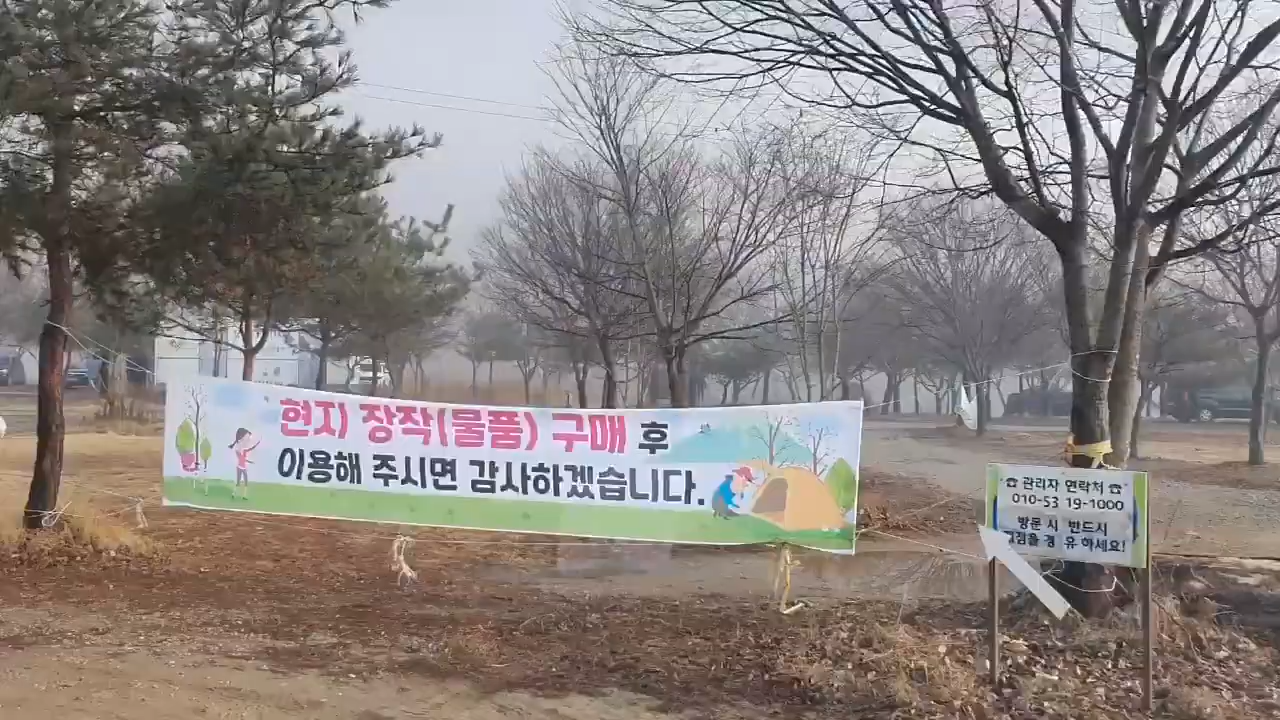 현지 장작(물품) 구매 후
이용해 주시면 감사하겠습니다.
☎ 관리자 연락처 ☎
010-53 19-1000
방문 시 반드시
경 유 하세요!